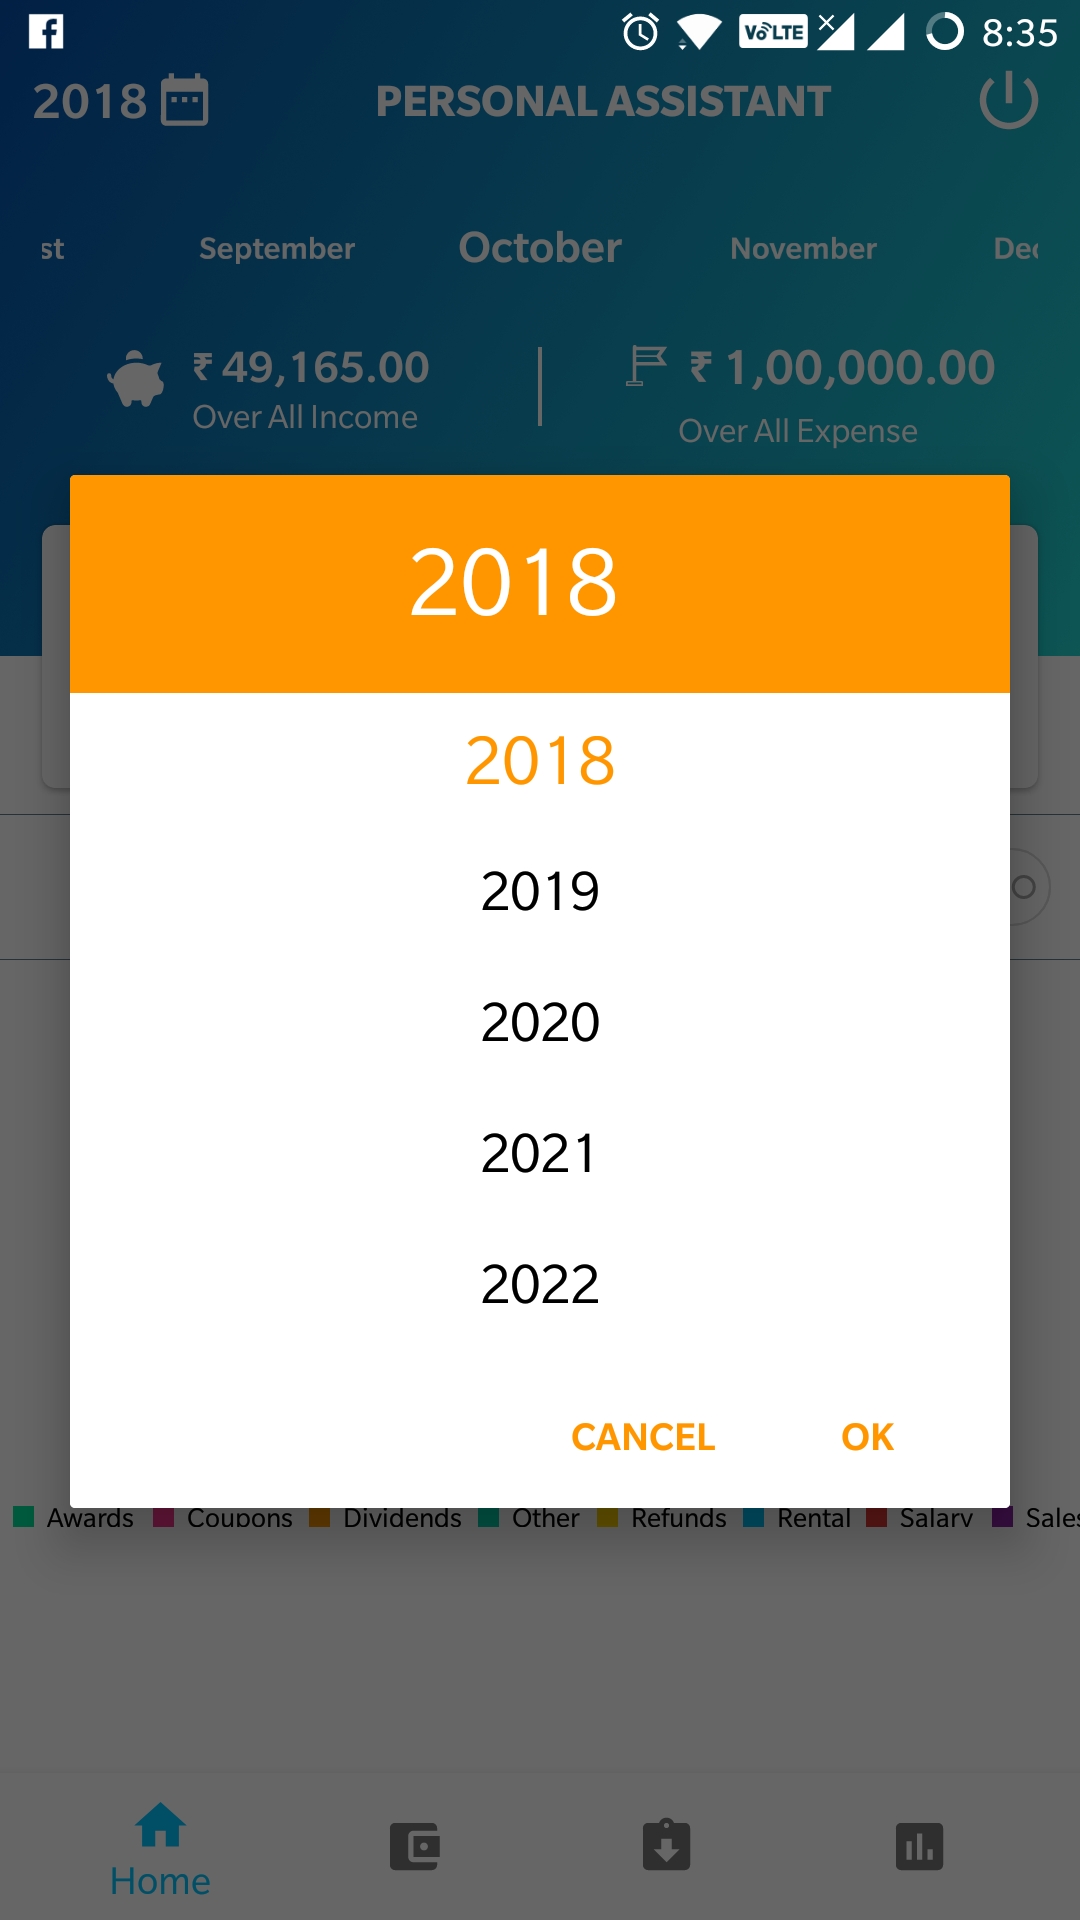 VoLTE 8:35
2018 PERSONAL ASSISTANT
st September October November Dec
₹ 49,165.00 ₹ 1,00,000.00
Over All Income Over All Expense
2018
2018
2019
2020
2021
2022
CANCEL OK
Awards Coupons Dividends Other Refunds Rental Salary Sales
Home